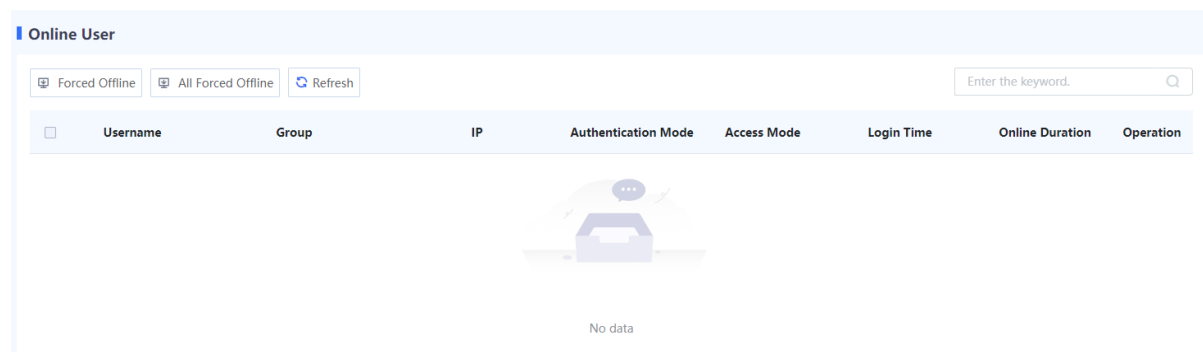 Online User
Forced Offline All Forced Offline Refresh Enter the keyword.
Username Group IP Authentication Mode Access Mode Login Time Online Duration Operation
No data